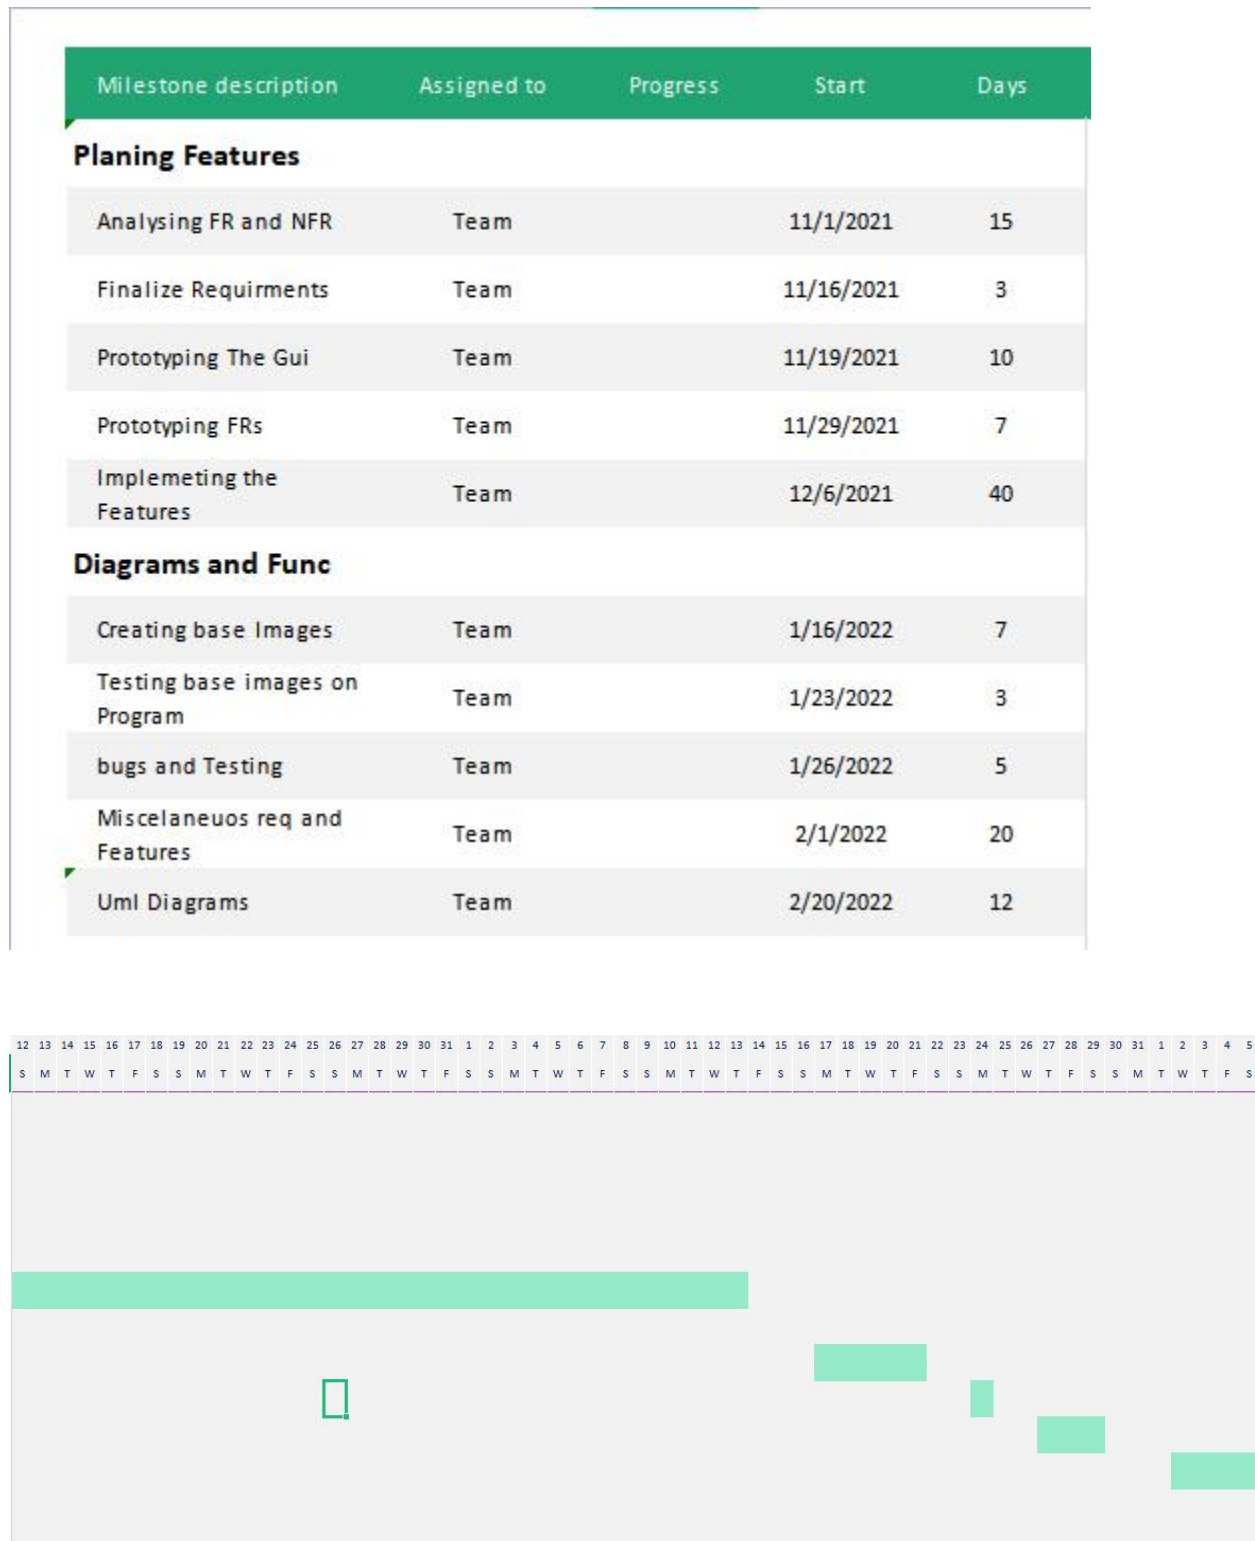 Milestone description Assigned to Progress Start Days
Planing Features
Analysing FR and NFR Team 11/1/2021 15
Finalize Requirments Team 11/16/2021 3
Prototyping The Gui Team 11/19/2021 10
Prototyping FRs Team 11/29/2021 7
Implemeting the
Features Team 12/6/2021 40
Diagrams and Func
Creating base Images Team 1/16/2022 7
Testing base images on
Program Team 1/23/2022 3
bugs and Testing Team 1/26/2022 5
Miscelaneuos req and
Features Team 2/1/2022 20
Uml Diagrams Team 2/20/2022 12
12 13 14 15 16 17 18 19 20 21 22 23 24 25 26 27 28 29 30 31 1 2 3 4 5 6 7 8 9 10 11 12 13 14 15 16 17 18 19 20 21 22 23 24 25 26 27 28 29 30 31 1 2 3 4 5
S M T W T F S S M T W T F S S M T W T F S S M T W T F S S M T W T F S S M T W T F S S M T W T F S S M T W T F S